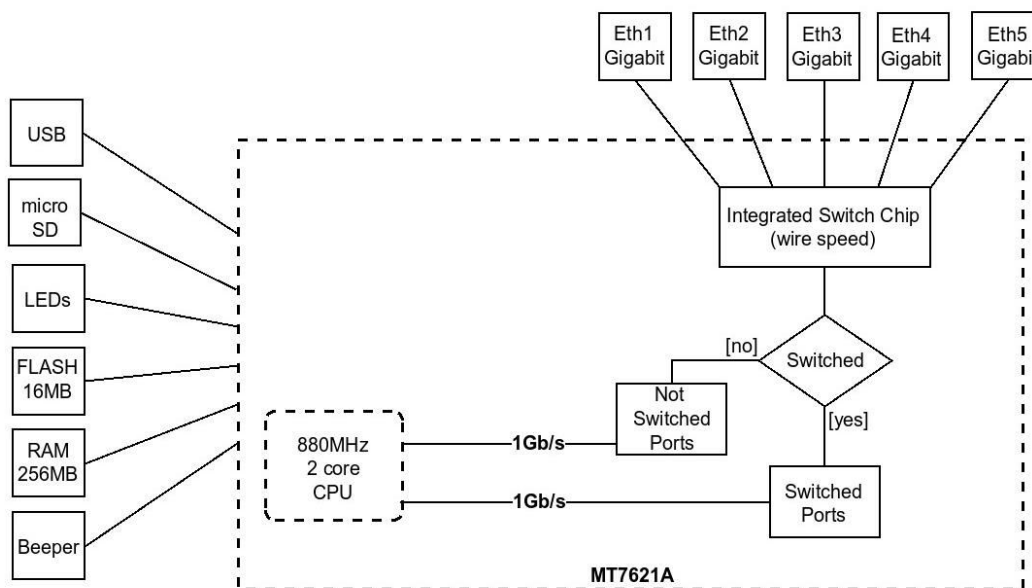 Eth1
Gigabit
Eth2
Gigabit
Eth3
Gigabit
Eth4
Gigabit
Eth5
Gigabit
USB
micro
SD
LEDs
FLASH
16MB
RAM
256MB
Beeper
Integrated Switch Chip
(wire speed)
Switched
[no]
[yes]
Not
Switched
Ports
880MHz
2 core
CPU
1Gb/s
1Gb/s
Switched
Ports
MT7621A